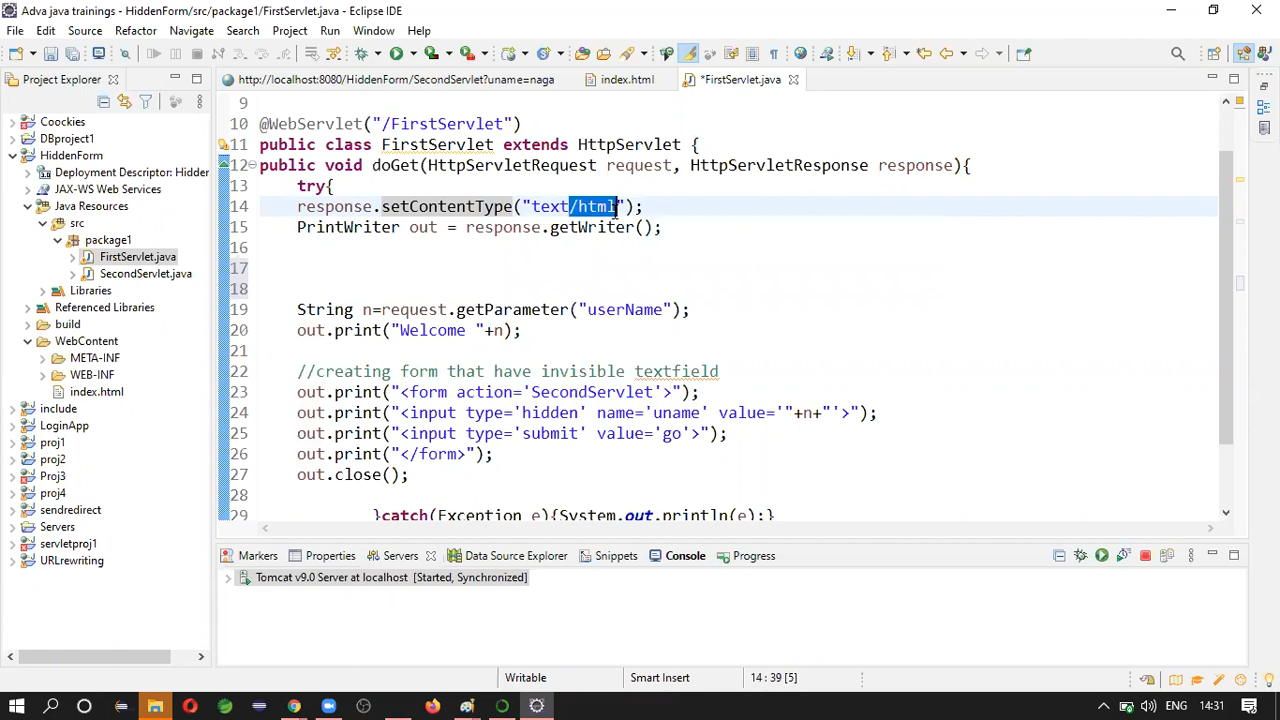 Adva java trainings - HiddenForm/src/package1/FirstServlet.java - Eclipse IDE
File Edit Source Refactor Navigate Search Project Run Window Help
Project Explorer
http://localhost:8080/HiddenForm/SecondServlet?uname=naga
index.html
*FirstServlet.java
Coockies
DBproject1
HiddenForm
Deployment Descriptor: Hidden
JAX-WS Web Services
Java Resources
src
package1
FirstServlet.java
SecondServlet.java
Libraries
Referenced Libraries
build
WebContent
META-INF
WEB-INF
index.html
include
LoginApp
proj1
proj2
Proj3
proj4
sendredirect
Servers
servletproj1
URLrewriting
9
10 @WebServlet("/FirstServlet")
11 public class FirstServlet extends HttpServlet {
12 public void doGet(HttpServletRequest request, HttpServletResponse response){
13 try{
14 response.setContentType("text/html");
15 PrintWriter out = response.getWriter();
16
17
18
19 String n=request.getParameter("userName");
20 out.print("Welcome "+n);
21
22 //creating form that have invisible textfield
23 out.print("<form action='SecondServlet'>");
24 out.print("<input type='hidden' name='uname' value='"+n+"'>");
25 out.print("<input type='submit' value='go'>");
26 out.print("</form>");
27 out.close();
28
29 }catch(Exception e){System.out.println(e);}
Markers Properties Servers Data Source Explorer Snippets Console Progress
Tomcat v9.0 Server at localhost [Started, Synchronized]
Writable Smart Insert 14 : 39 [5]
ENG 14:31